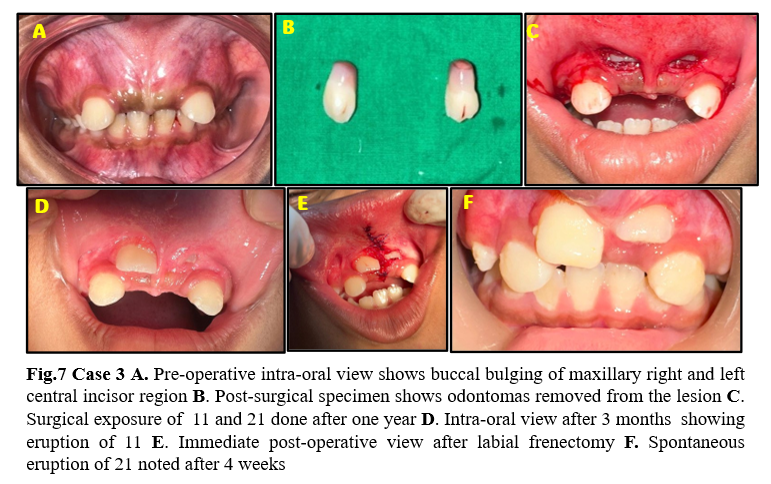 A
B
C
D
E
F
Fig.7 Case 3 A. Pre-operative intra-oral view shows buccal bulging of maxillary right and left
central incisor region B. Post-surgical specimen shows odontomas removed from the lesion C.
Surgical exposure of 11 and 21 done after one year D. Intra-oral view after 3 months showing
eruption of 11 E. Immediate post-operative view after labial frenectomy F. Spontaneous
eruption of 21 noted after 4 weeks